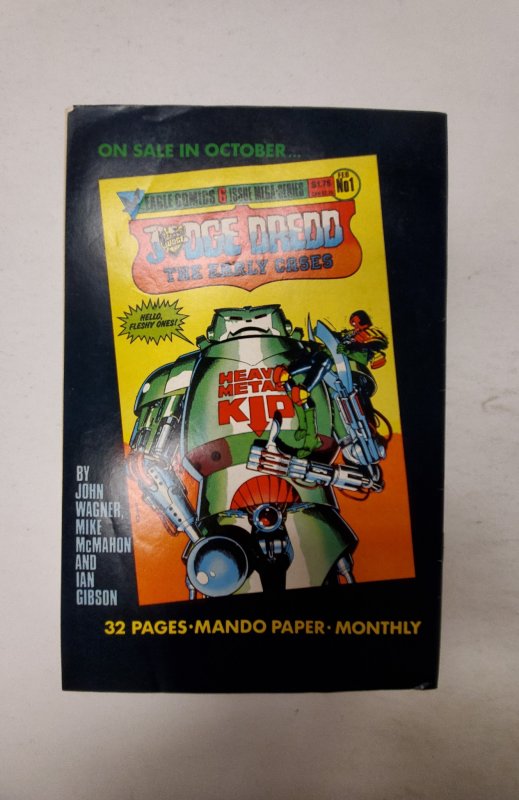 ON SALE IN OCTOBER...
EAGLE COMICS 6 ISSUE MEGA-SERIES
$1.75
FEB
No1
JUDGE DREDD
THE EARLY CASES
HELLO,
FLESHY ONES!
HEAVY
METAL
KID
BY
JOHN
WAGNER,
MIKE
McMAHON
AND
IAN
GIBSON
32 PAGES·MANDO PAPER·MONTHLY